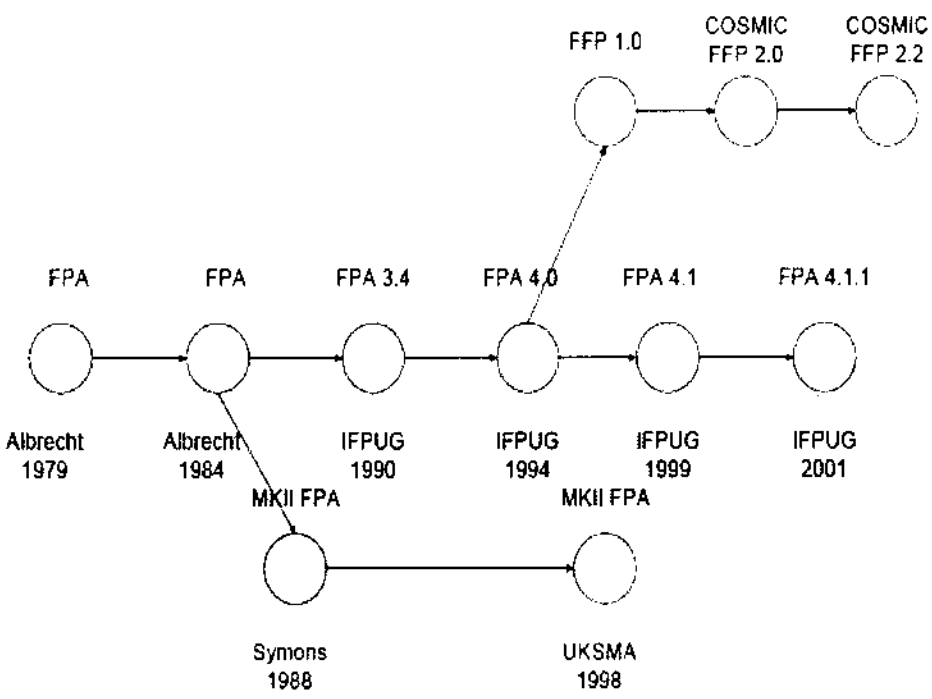 FFP 1.0
COSMIC
FFP 2.0
COSMIC
FFP 2.2
FPA
FPA
FPA 3.4
FPA 4.0
FPA 4.1
FPA 4.1.1
Albrecht
1979
Albrecht
1984
IFPUG
1990
IFPUG
1994
IFPUG
1999
IFPUG
2001
MKII FPA
MKII FPA
Symons
1988
UKSMA
1998